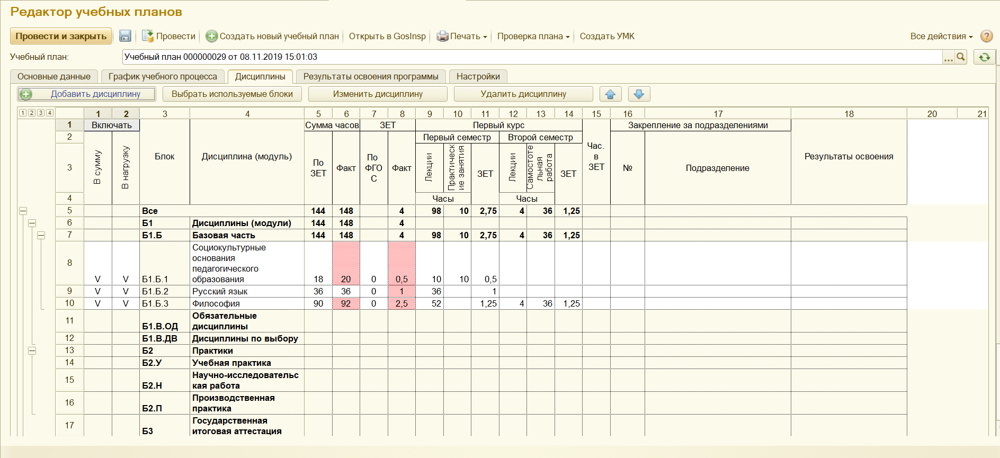 Редактор учебных планов
Провести и закрыть Провести Создать новый учебный план Открыть в GosInsp Печать Проверка плана Создать УМК Все действия ?
Учебный план: Учебный план 000000029 от 08.11.2019 15:01:03 ...
Основные данные График учебного процесса Дисциплины Результаты освоения программы Настройки
Добавить дисциплину Выбрать используемые блоки Изменить дисциплину Удалить дисциплину
1 2 3 4 1 2 3 4 5 6 7 8 9 10 11 12 13 14 15 16 17 18 20 21
1 Включать Сумма часов ЗЕТ Первый курс Закрепление за подразделениями
2 Первый семестр Второй семестр
3 В сумму В нагрузку Блок Дисциплина (модуль) По ЗЕТ Факт По ФГО С Факт Лекции Практическ ие занятия ЗЕТ Лекции Самостояте льная работа ЗЕТ Час. в ЗЕТ № Подразделение Результаты освоения
4 Часы Часы
5 Все 144 148 4 98 10 2,75 4 36 1,25
6 Б1 Дисциплины (модули) 144 148 4
7 Б1.Б Базовая часть 144 148 4 98 10 2,75 4 36 1,25
Социокультурные
основания
8 педагогического
V V Б1.Б.1 образования 18 20 0 0,5 10 10 0,5
9 V V Б1.Б.2 Русский язык 36 36 0 1 36 1
10 V V Б1.Б.3 Философия 90 92 0 2,5 52 1,25 4 36 1,25
11 Обязательные
Б1.В.ОД дисциплины
12 Б1.В.ДВ Дисциплины по выбору
13 Б2 Практики
14 Б2.У Учебная практика
15 Научно-исследовательс
Б2.Н кая работа
16 Производственная
Б2.П практика
17 Государственная
Б3 итоговая аттестация